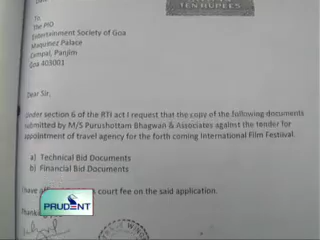 TEN RUPEES
To,
The PIO
Entertainment Society of Goa
Maquinez Palace
Campal, Panjim
Goa 403001
Dear Sir,
Under section 6 of the RTI act I request that the copy of the following documents
submitted by M/S Purushottam Bhagwan & Associates against the tender for
appointment of travel agency for the forth coming International Film Festival.
a) Technical Bid Documents
b) Financial Bid Documents
I have court fee on the said application.
PRUDENT